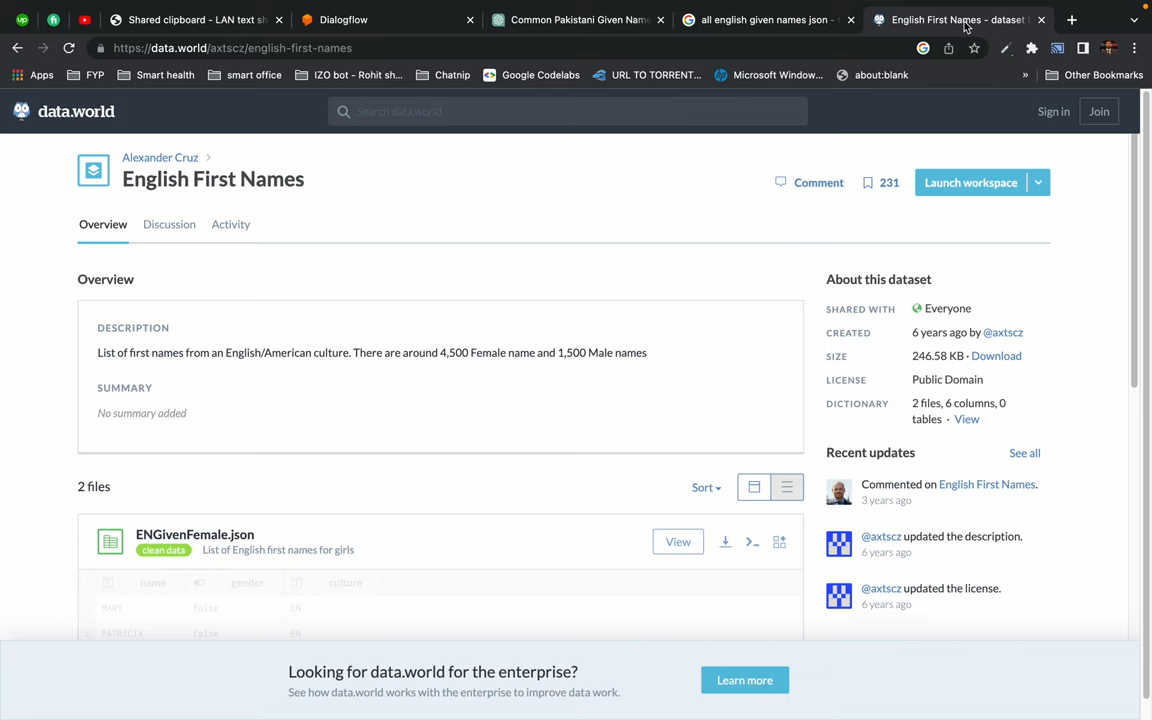 Shared clipboard - LAN text sh
Dialogflow
Common Pakistani Given Name
all english given names json -
English First Names - dataset
https://data.world/axtscz/english-first-names
Apps
FYP
Smart health
smart office
IZO bot - Rohit sh...
Chatnip
Google Codelabs
URL TO TORRENT...
Microsoft Window...
about:blank
»
Other Bookmarks
data.world
Search data.world
Sign in
Join
Alexander Cruz
English First Names
Comment
231
Launch workspace
Overview
Discussion
Activity
Overview
DESCRIPTION
List of first names from an English/American culture. There are around 4,500 Female name and 1,500 Male names
SUMMARY
No summary added
About this dataset
SHARED WITH Everyone
CREATED 6 years ago by @axtscz
SIZE 246.58 KB · Download
LICENSE Public Domain
DICTIONARY 2 files, 6 columns, 0
tables · View
Recent updates
See all
Commented on English First Names.
3 years ago
@axtscz updated the description.
6 years ago
@axtscz updated the license.
6 years ago
2 files
Sort
ENGivenFemale.json
clean data List of English first names for girls
View
name gender culture
MARY false EN
PATRICIA false EN
Looking for data.world for the enterprise?
See how data.world works with the enterprise to improve data work.
Learn more